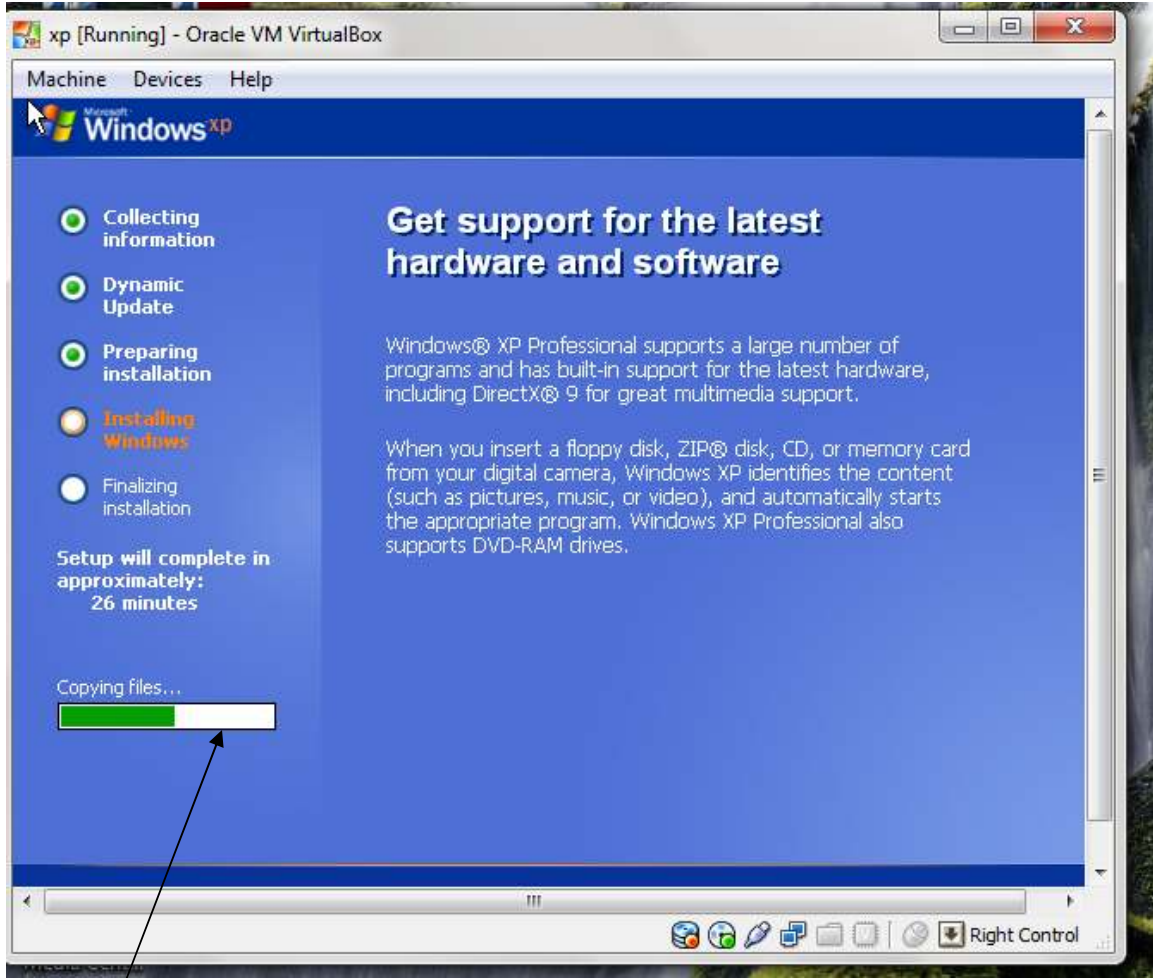 xp [Running] - Oracle VM VirtualBox
Machine Devices Help
Microsoft
Windows xp
Collecting
information
Dynamic
Update
Preparing
installation
Installing
Windows
Finalizing
installation
Setup will complete in
approximately:
26 minutes
Copying files...
Get support for the latest
hardware and software
Windows® XP Professional supports a large number of
programs and has built-in support for the latest hardware,
including DirectX® 9 for great multimedia support.
When you insert a floppy disk, ZIP® disk, CD, or memory card
from your digital camera, Windows XP identifies the content
(such as pictures, music, or video), and automatically starts
the appropriate program. Windows XP Professional also
supports DVD-RAM drives.
Right Control